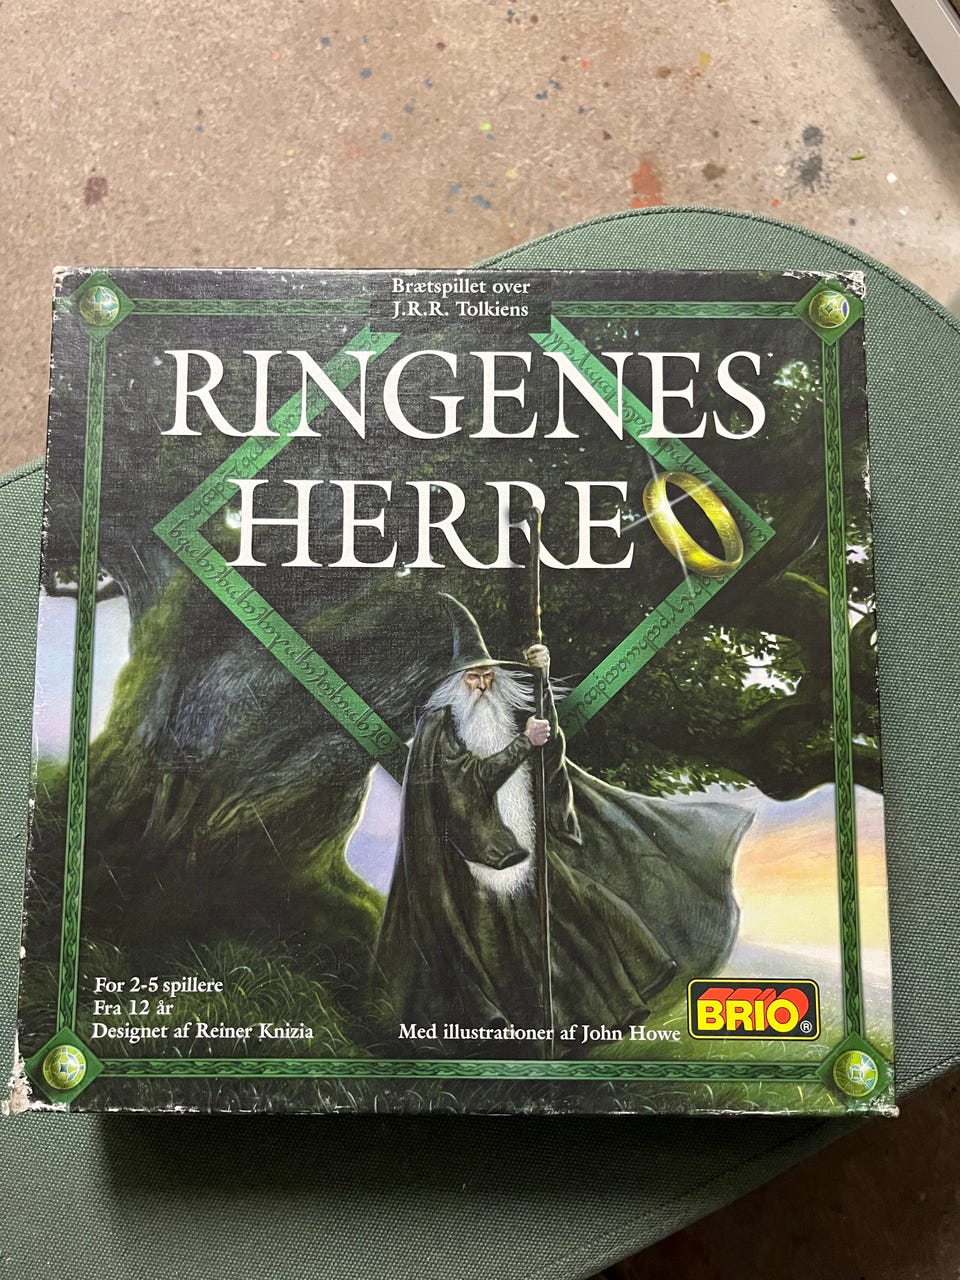 Brætspillet over
J.R.R. Tolkiens
RINGENES
HERRE
For 2-5 spillere
Fra 12 år
Designet af Reiner Knizia
Med illustrationer af John Howe
BRIO®